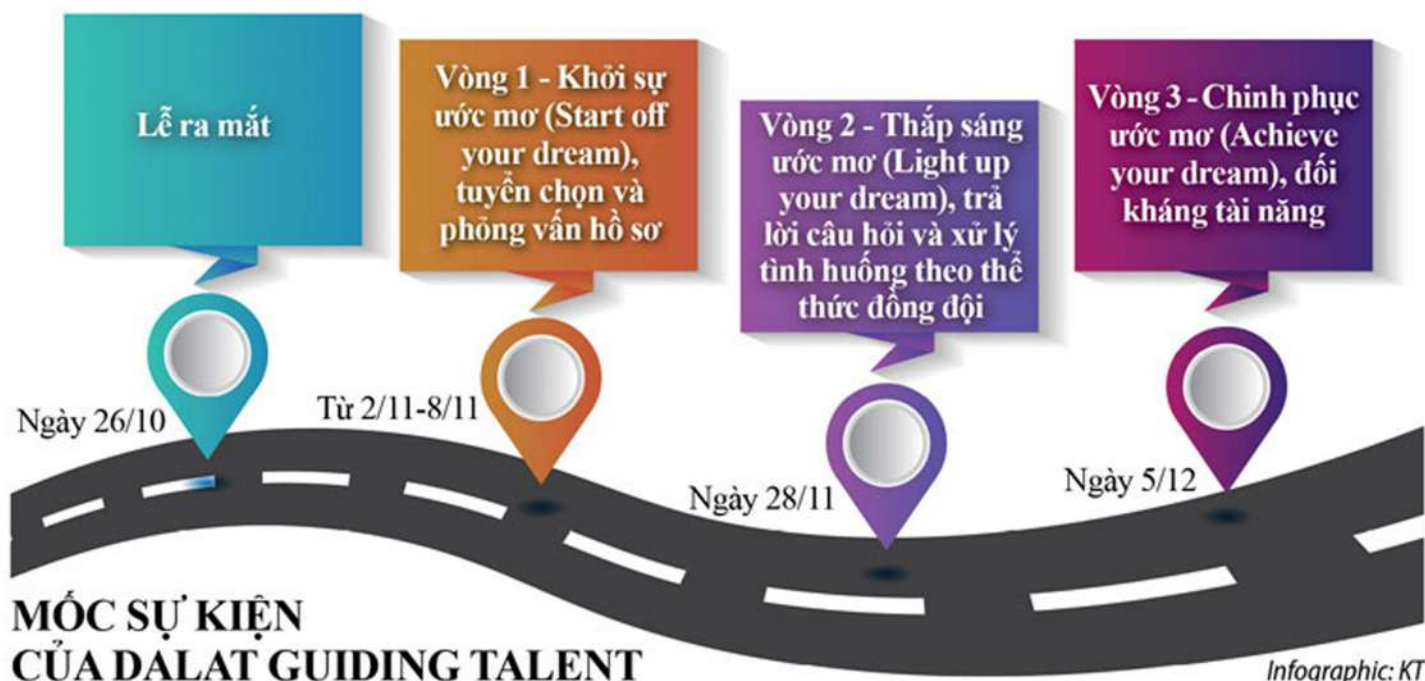 Lễ ra mắt
Vòng 1 - Khởi sự
ước mơ (Start off
your dream),
tuyển chọn và
phỏng vấn hồ sơ
Vòng 2 - Thắp sáng
ước mơ (Light up
your dream), trả
lời câu hỏi và xử lý
tình huống theo thể
thức đồng đội
Vòng 3 - Chinh phục
ước mơ (Achieve
your dream), đối
kháng tài năng
Ngày 26/10
Từ 2/11-8/11
Ngày 28/11
Ngày 5/12
MỐC SỰ KIỆN
CỦA DALAT GUIDING TALENT
Infographic: KT